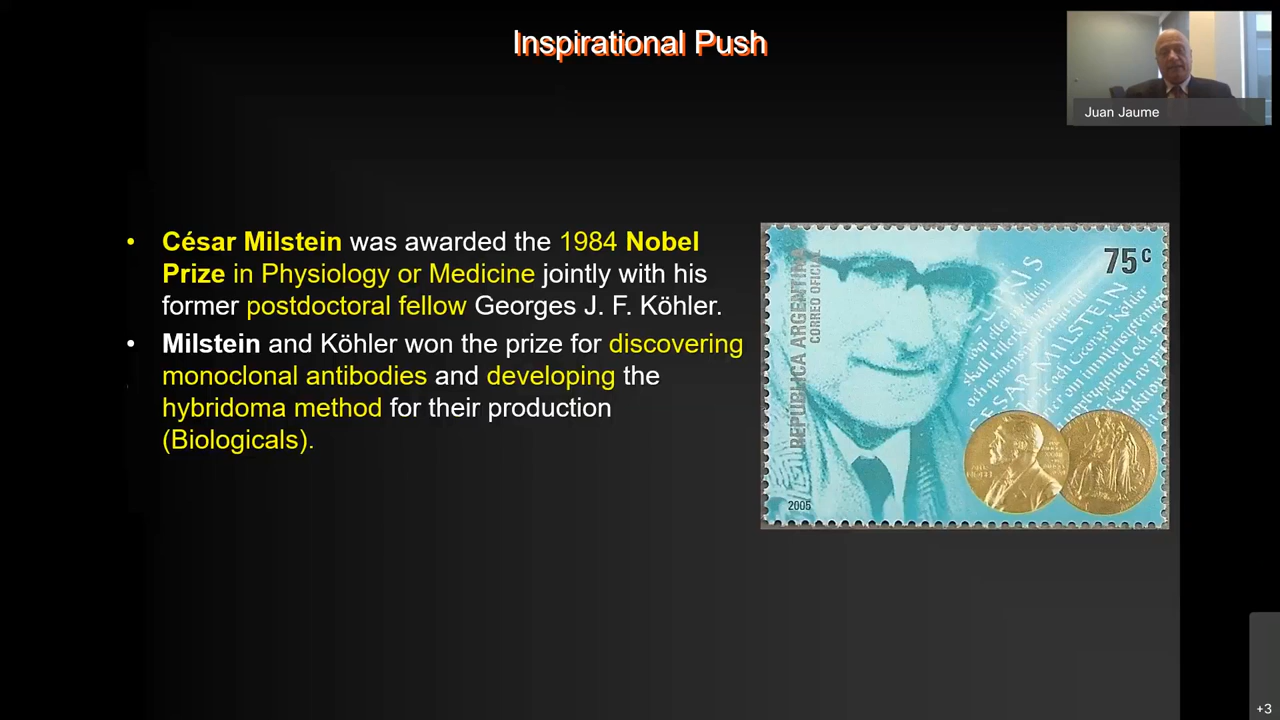 Inspirational Push
Juan Jaume
• César Milstein was awarded the 1984 Nobel
Prize in Physiology or Medicine jointly with his
former postdoctoral fellow Georges J. F. Köhler.
• Milstein and Köhler won the prize for discovering
monoclonal antibodies and developing the
hybridoma method for their production
(Biologicals).
75c
REPUBLICA ARGENTINA
CORREO OFICIAL
CESAR MILSTEIN
2005
+3